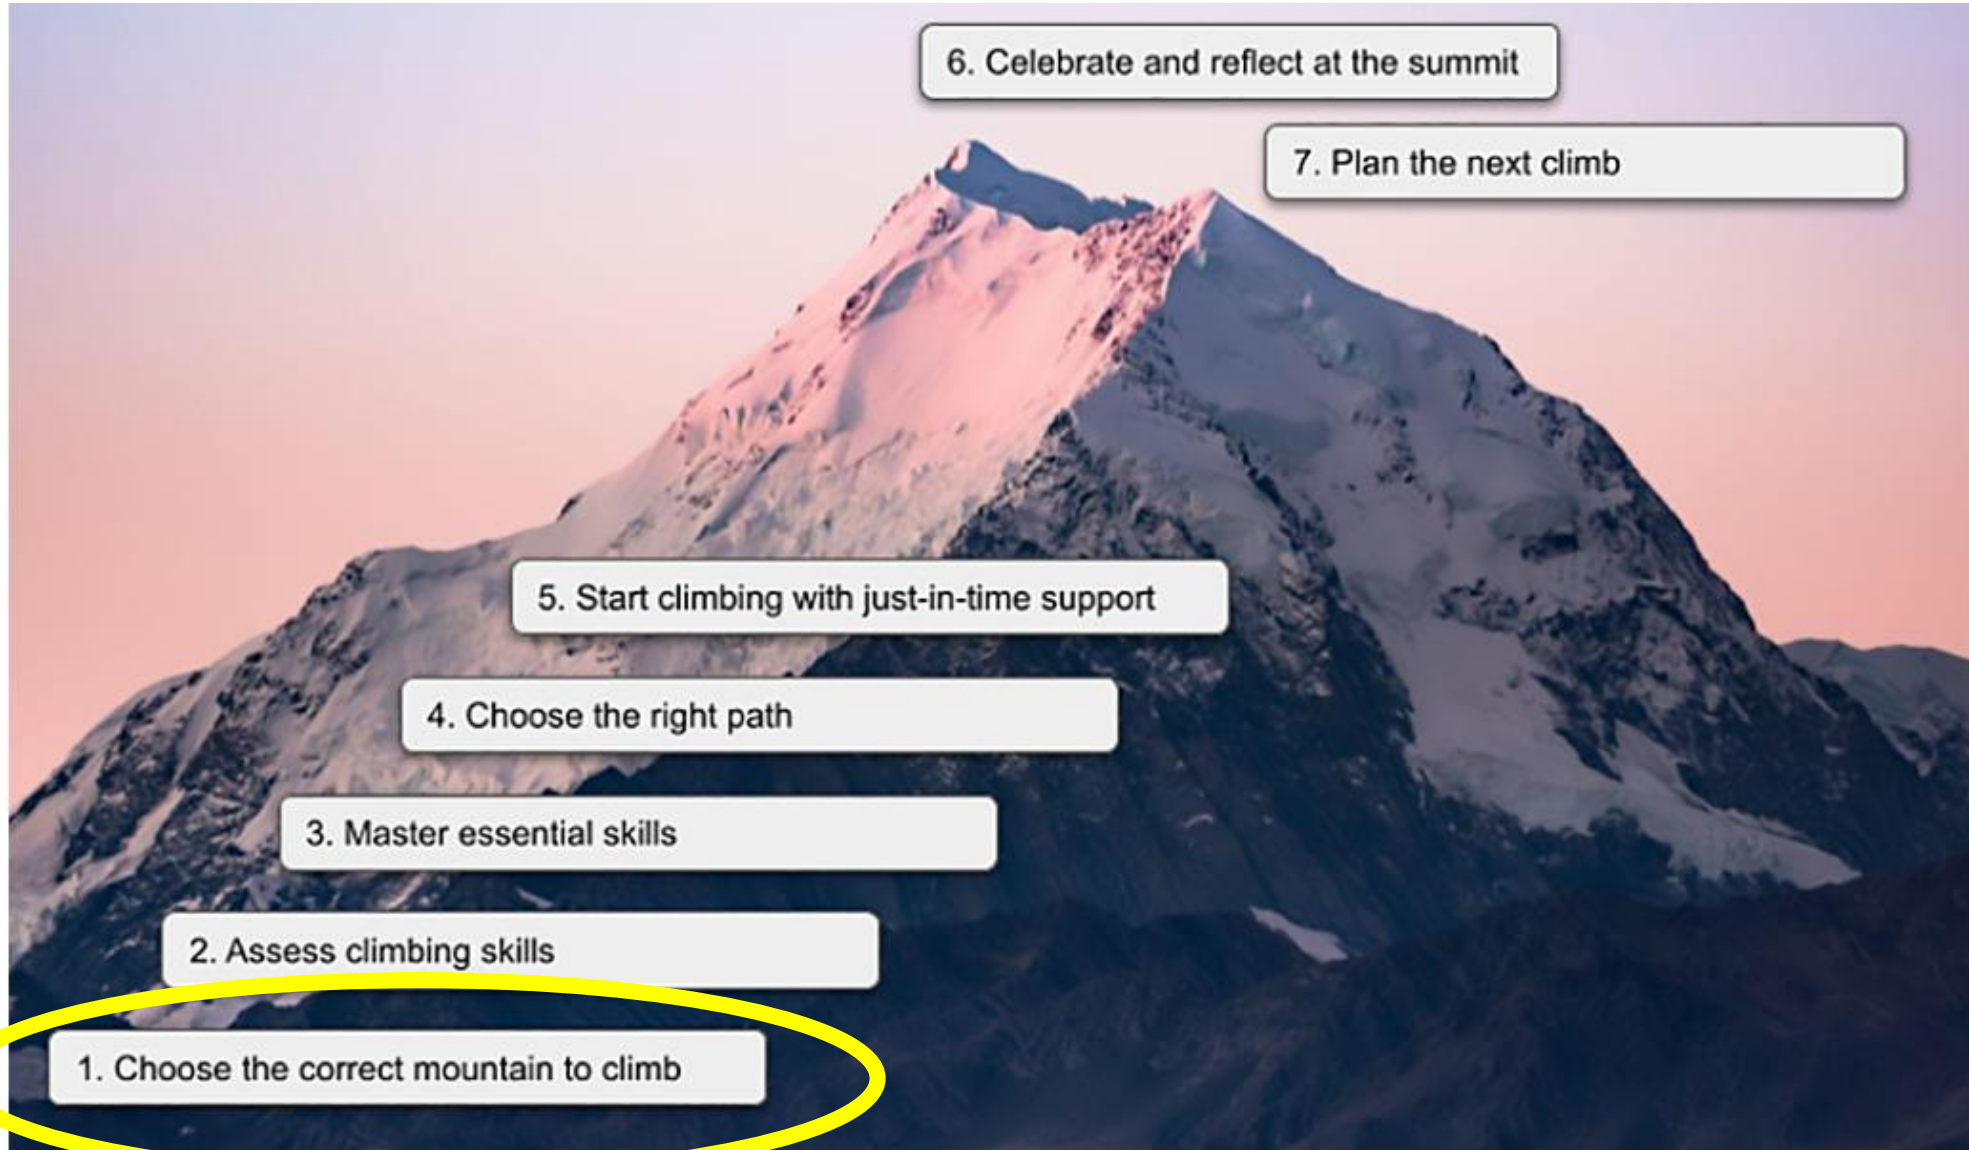 6. Celebrate and reflect at the summit
7. Plan the next climb
5. Start climbing with just-in-time support
4. Choose the right path
3. Master essential skills
2. Assess climbing skills
1. Choose the correct mountain to climb